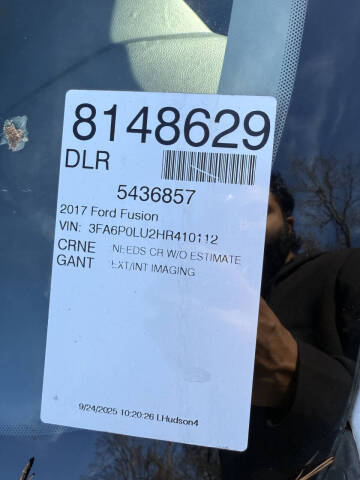 8148629
DLR
5436857
2017 Ford Fusion
VIN: 3FA6P0LU2HR410112
CRNE NEEDS CR W/O ESTIMATE
GANT EXT/INT IMAGING
9/24/2025 10:20:26 LHudson4